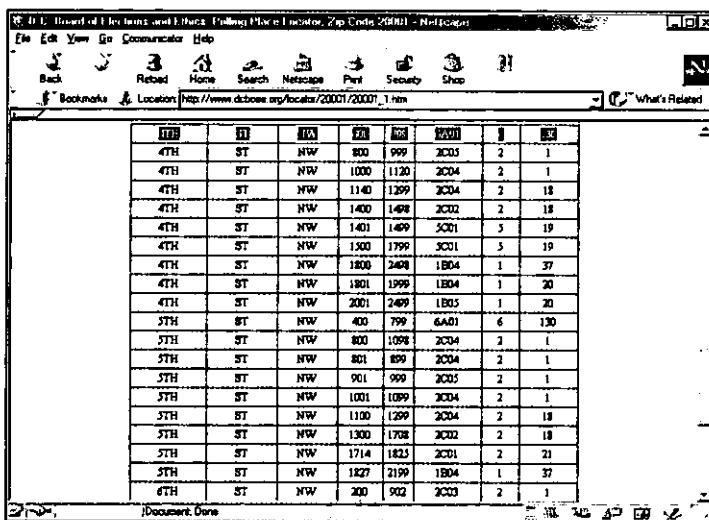 D.C. Board of Elections and Ethics: Polling Place Locator, Zip Code 20001 - Netscape
File Edit View Go Communicator Help
Back Reload Home Search Netscape Print Security Shop
Bookmarks Location: http://www.dcboee.org/locator/20001/20001_1.htm What's Related
4TH ST NW 800 999 2C05 2 1
4TH ST NW 1000 1120 2C04 2 1
4TH ST NW 1140 1299 2C04 2 18
4TH ST NW 1400 1498 2C02 2 18
4TH ST NW 1401 1499 5C01 5 19
4TH ST NW 1500 1799 5C01 5 19
4TH ST NW 1800 2498 1B04 1 37
4TH ST NW 1801 1999 1B04 1 20
4TH ST NW 2001 2499 1B05 1 20
5TH ST NW 400 799 6A01 6 130
5TH ST NW 800 1098 2C04 2 1
5TH ST NW 801 899 2C04 2 1
5TH ST NW 901 999 2C05 2 1
5TH ST NW 1001 1099 2C04 2 1
5TH ST NW 1100 1299 2C04 2 18
5TH ST NW 1300 1708 2C02 2 18
5TH ST NW 1714 1825 2C01 2 21
5TH ST NW 1827 2199 1B04 1 37
6TH ST NW 200 902 2C03 2 1
Document: Done